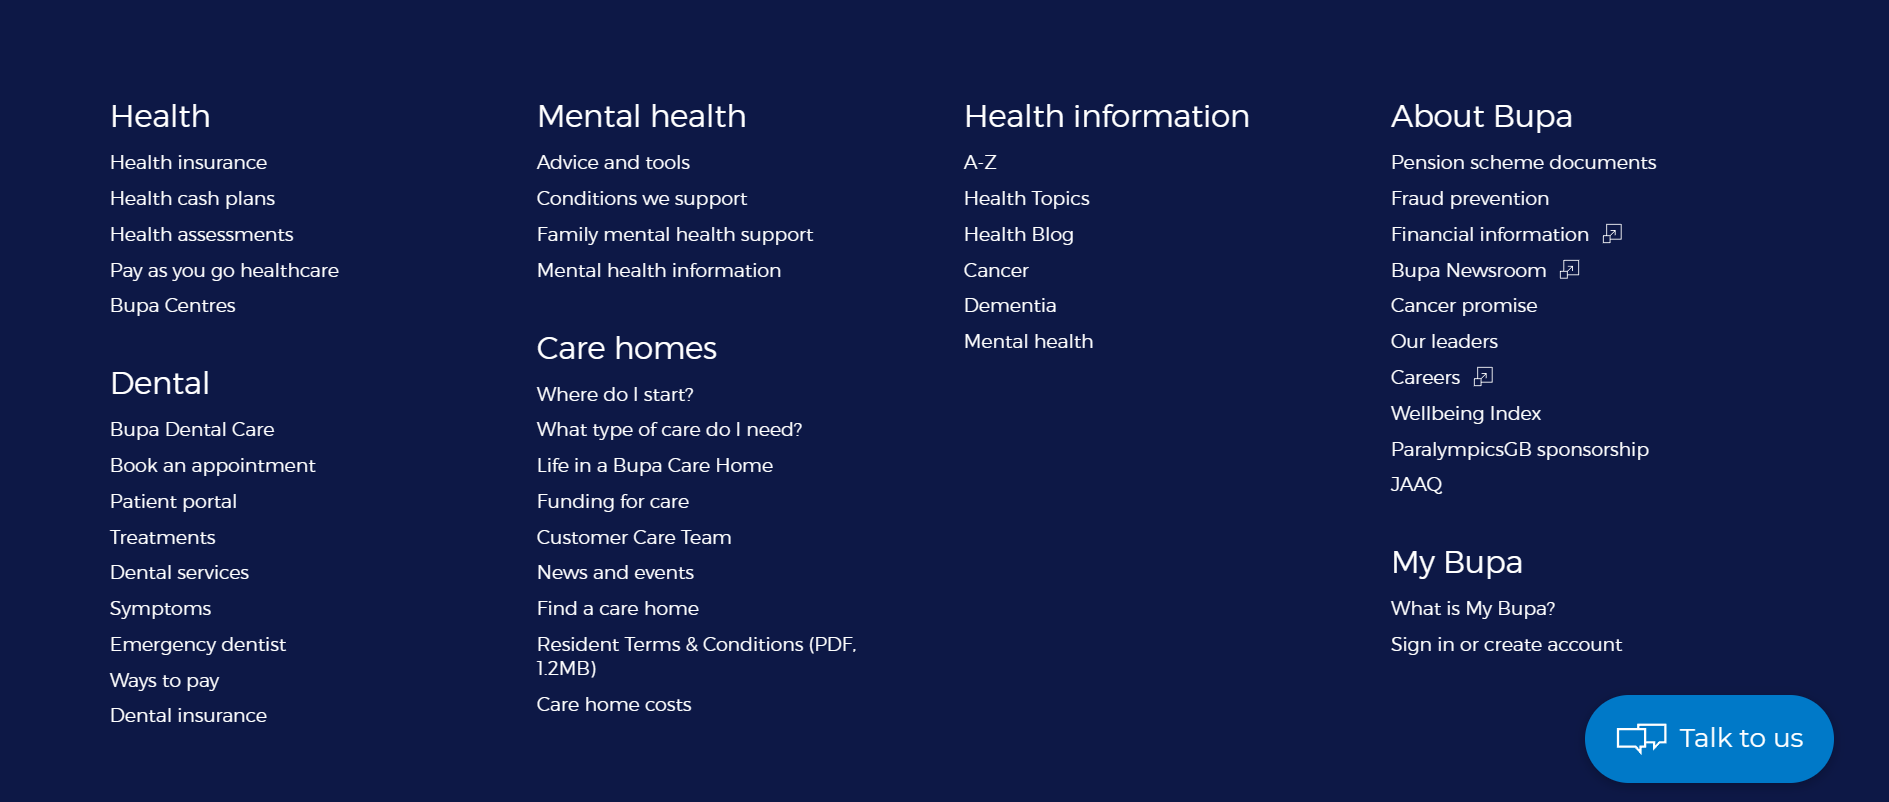 Health
Health insurance
Health cash plans
Health assessments
Pay as you go healthcare
Bupa Centres
Dental
Bupa Dental Care
Book an appointment
Patient portal
Treatments
Dental services
Symptoms
Emergency dentist
Ways to pay
Dental insurance
Mental health
Advice and tools
Conditions we support
Family mental health support
Mental health information
Care homes
Where do I start?
What type of care do I need?
Life in a Bupa Care Home
Funding for care
Customer Care Team
News and events
Find a care home
Resident Terms & Conditions (PDF,
1.2MB)
Care home costs
Health information
A-Z
Health Topics
Health Blog
Cancer
Dementia
Mental health
About Bupa
Pension scheme documents
Fraud prevention
Financial information
Bupa Newsroom
Cancer promise
Our leaders
Careers
Wellbeing Index
ParalympicsGB sponsorship
JAAQ
My Bupa
What is My Bupa?
Sign in or create account
Talk to us